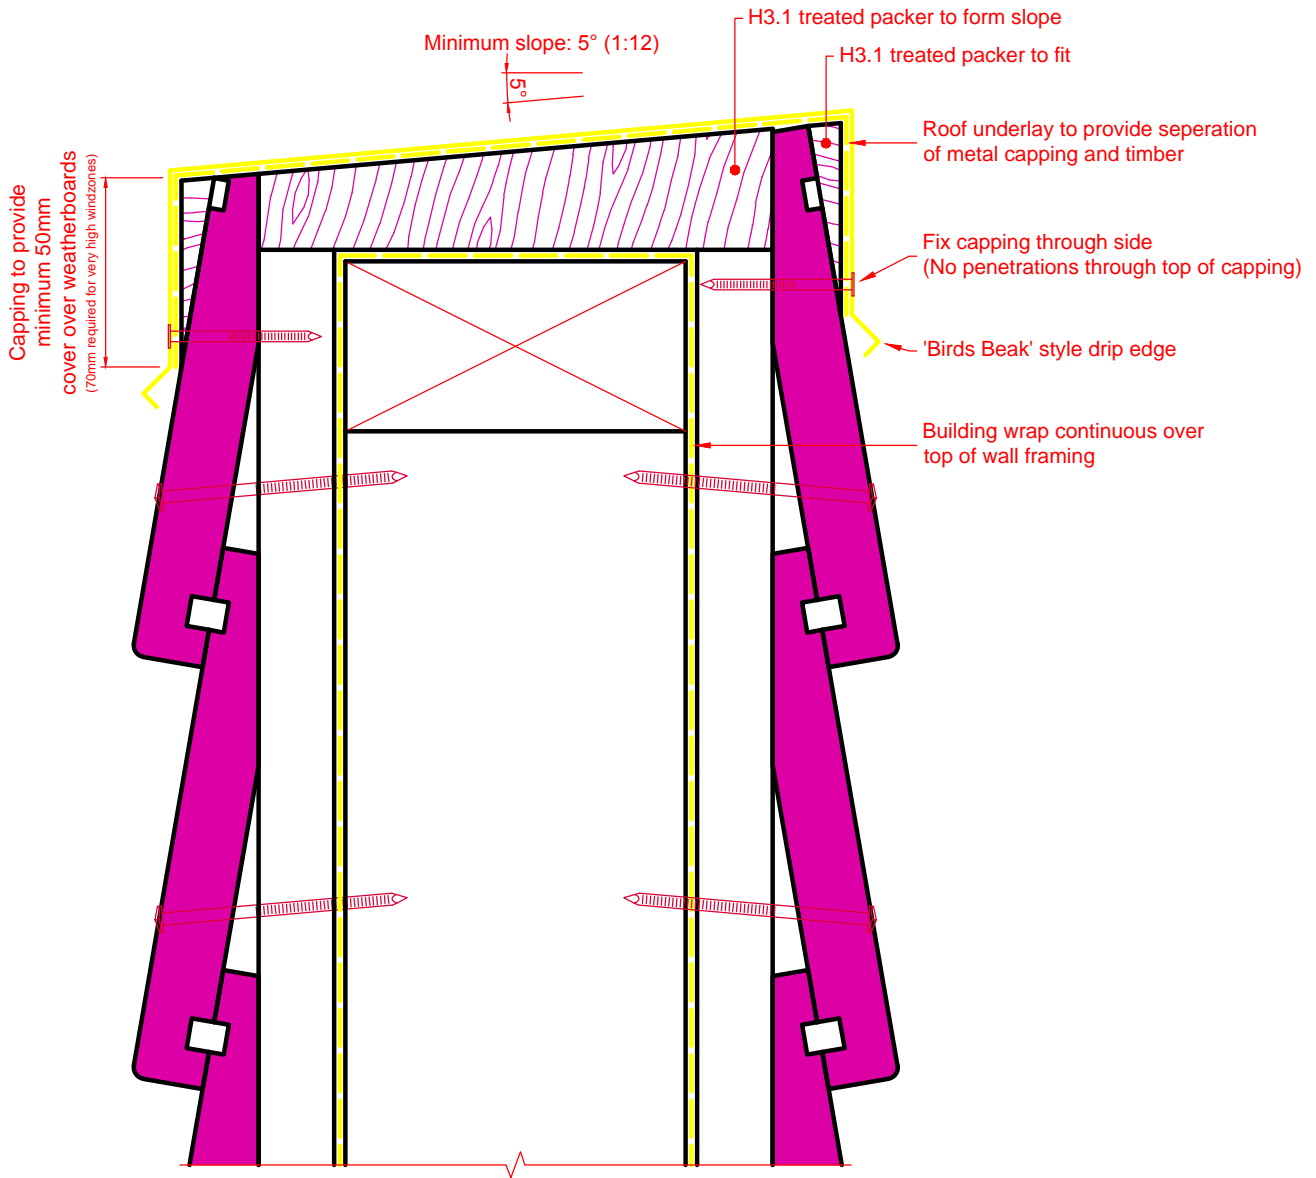 H3.1 treated packer to form slope
Minimum slope: 5° (1:12)
H3.1 treated packer to fit
5°
Roof underlay to provide seperation
of metal capping and timber
Capping to provide
minimum 50mm
cover over weatherboards
(70mm required for very high windzones)
Fix capping through side
(No penetrations through top of capping)
'Birds Beak' style drip edge
Building wrap continuous over
top of wall framing